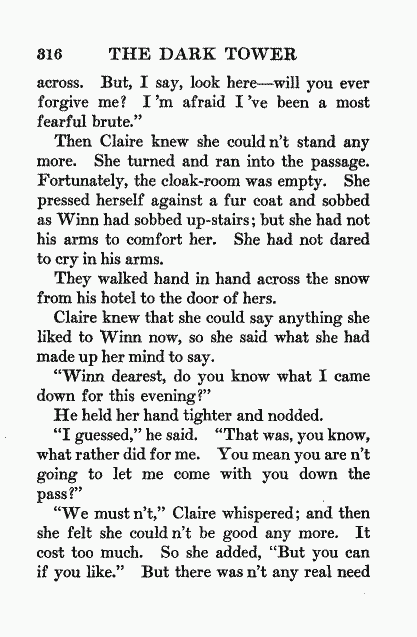 316 THE DARK TOWER
across. But, I say, look here—will you ever
forgive me? I'm afraid I've been a most
fearful brute."
Then Claire knew she couldn't stand any
more. She turned and ran into the passage.
Fortunately, the cloak-room was empty. She
pressed herself against a fur coat and sobbed
as Winn had sobbed up-stairs; but she had not
his arms to comfort her. She had not dared
to cry in his arms.
They walked hand in hand across the snow
from his hotel to the door of hers.
Claire knew that she could say anything she
liked to Winn now, so she said what she had
made up her mind to say.
"Winn dearest, do you know what I came
down for this evening?"
He held her hand tighter and nodded.
"I guessed," he said. "That was, you know,
what rather did for me. You mean you aren't
going to let me come with you down the
pass?"
"We mustn't," Claire whispered; and then
she felt she couldn't be good any more. It
cost too much. So she added, "But you can
if you like." But there wasn't any real need